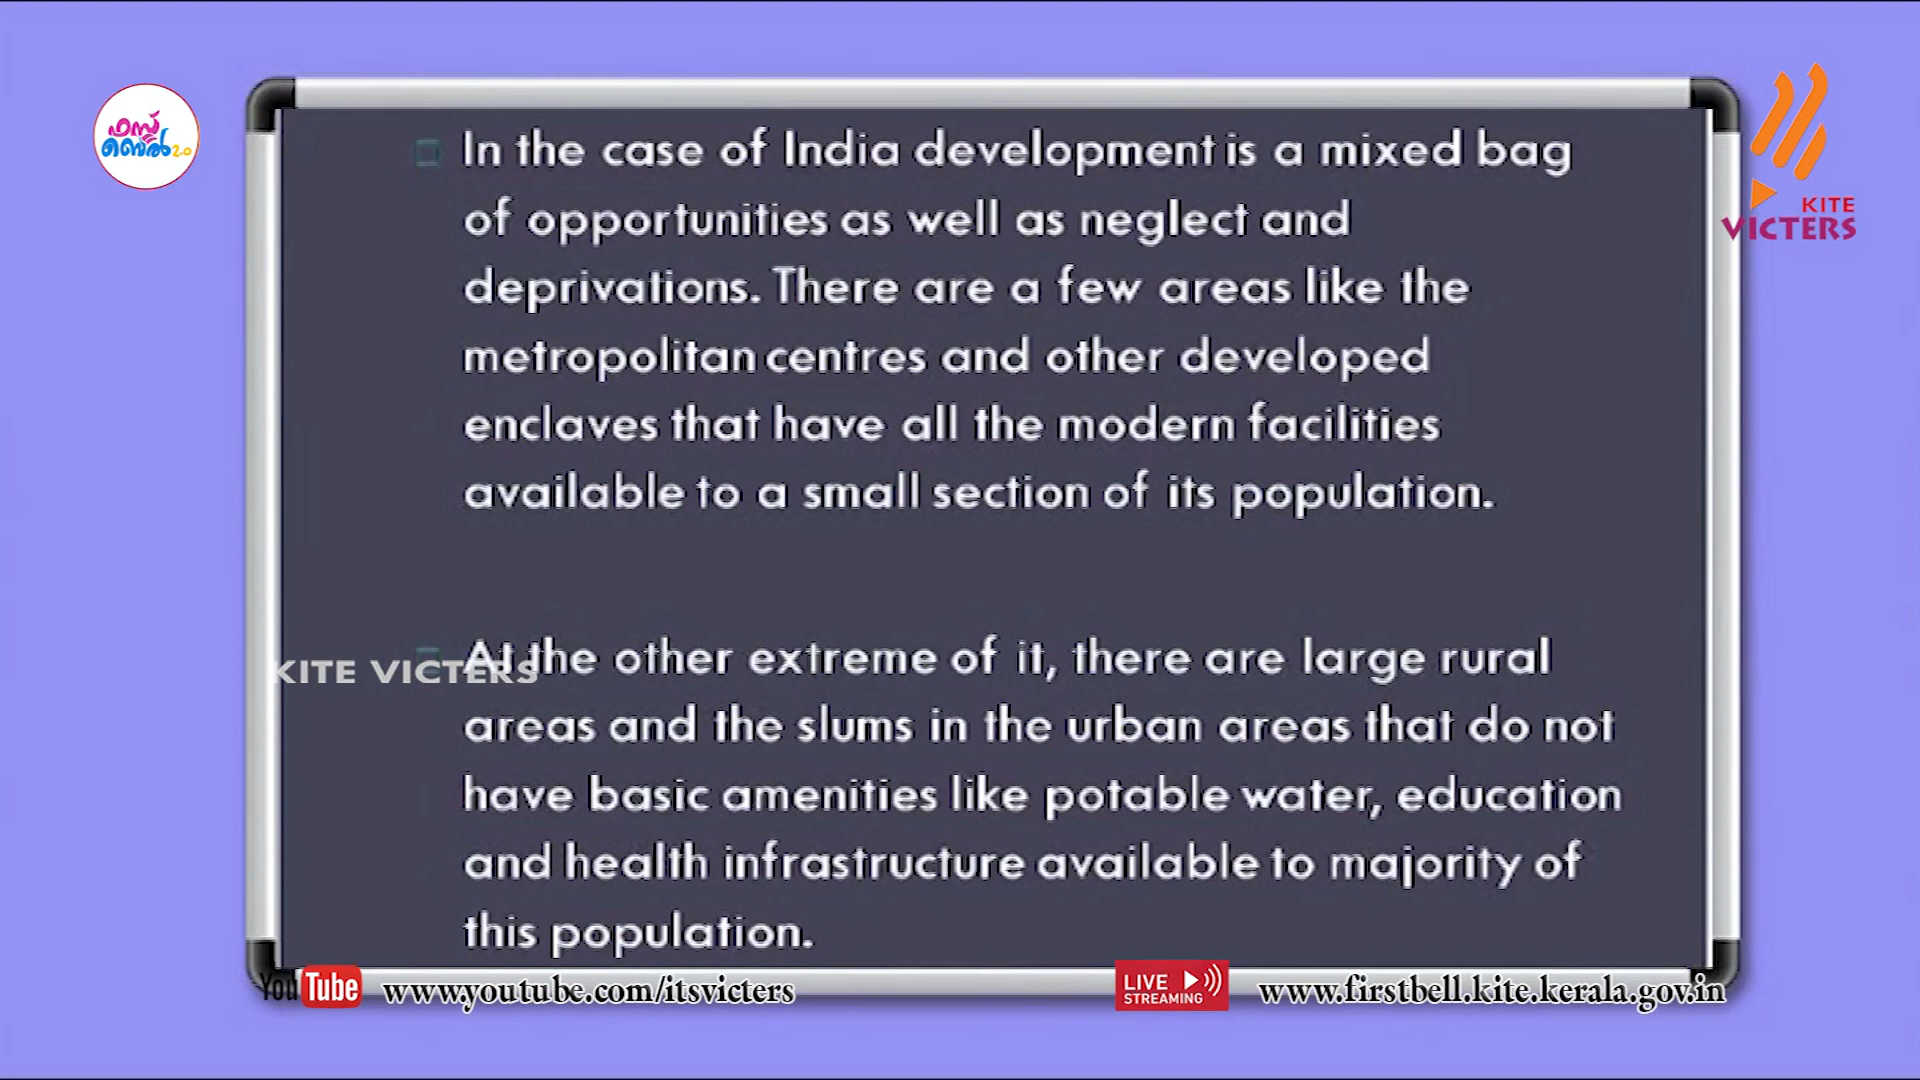 ഫസ്റ്റ്
ബെൽ 2.0
KITE
VICTERS
In the case of India development is a mixed bag
of opportunities as well as neglect and
deprivations. There are a few areas like the
metropolitan centres and other developed
enclaves that have all the modern facilities
available to a small section of its population.
At the other extreme of it, there are large rural
areas and the slums in the urban areas that do not
have basic amenities like potable water, education
and health infrastructure available to majority of
this population.
KITE VICTERS
YouTube www.youtube.com/itsvicters
LIVE STREAMING www.firstbell.kite.kerala.gov.in